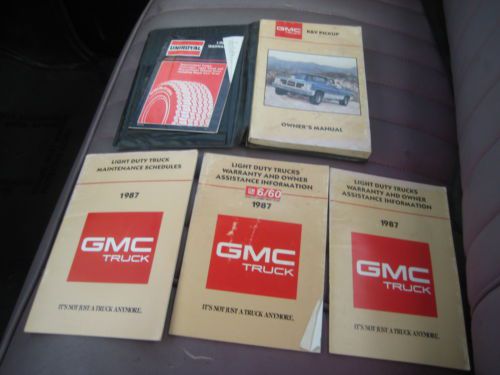 UNIROYAL
GMC
R&V PICKUP
OWNER'S MANUAL
LIGHT DUTY TRUCK
MAINTENANCE SCHEDULES
1987
GMC
TRUCK
IT'S NOT JUST A TRUCK ANYMORE.
LIGHT DUTY TRUCKS
WARRANTY AND OWNER
ASSISTANCE INFORMATION
6/60
1987
GMC
TRUCK
IT'S NOT JUST A TRUCK ANYMORE.
LIGHT DUTY TRUCKS
WARRANTY AND OWNER
ASSISTANCE INFORMATION
1987
GMC
TRUCK
IT'S NOT JUST A TRUCK ANYMORE.